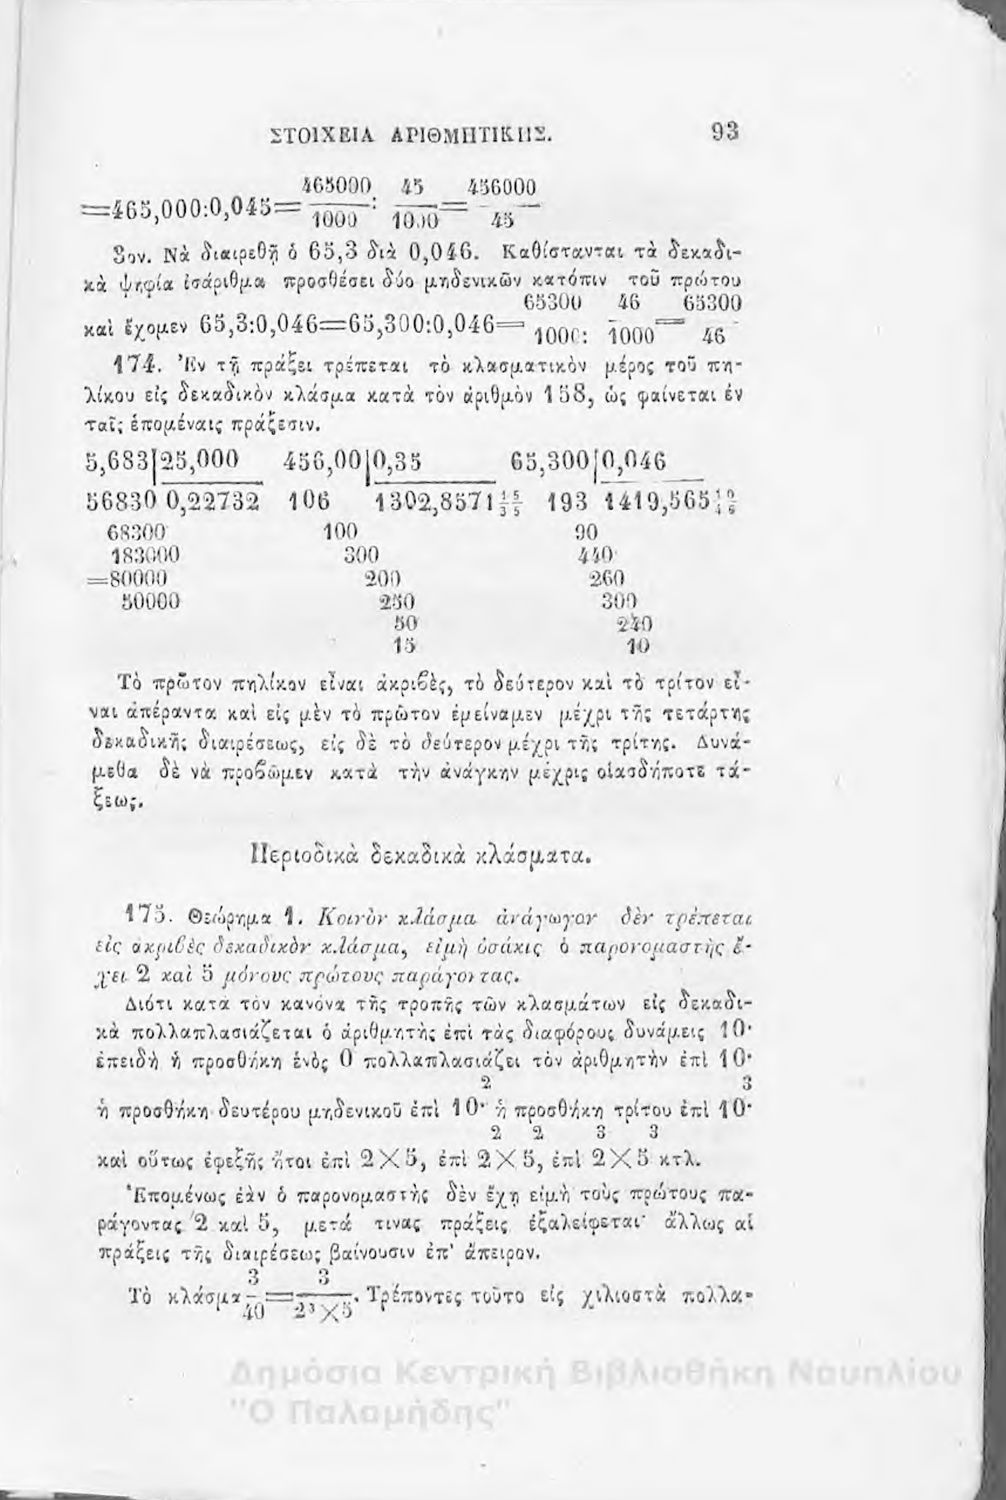 ΣΤΟΙΧΕΙΑ ΑΡΙΘΜΗΤΙΚΗΣ. 93
=465,000:0,045= 465000/1000 : 45/1000 = 456000/45
3ον. Νὰ διαιρεθῇ ὁ 65,3 διὰ 0,046. Καθίστανται τὰ δεκαδι-
κὰ ψηφία ἰσάριθμα προσθέσει δύο μηδενικῶν κατόπιν τοῦ πρώτου
καὶ ἔχομεν 65,3:0,046=65,300:0,046= 65300/1000 : 46/1000 = 65300/46
174. Ἐν τῇ πράξει τρέπεται τὸ κλασματικὸν μέρος τοῦ πη-
λίκου εἰς δεκαδικὸν κλάσμα κατὰ τὸν ἀριθμὸν 158, ὡς φαίνεται ἐν
ταῖς ἑπομέναις πράξεσιν.
5,683|25,000 456,00|0,35 65,300|0,046
56830 0,22732 106 1302,8571 15/35 193 1419,565 10/46
68300 100 90
183000 300 440
=80000 200 260
50000 250 300
50 240
15 10
Τὸ πρῶτον πηλίκον εἶναι ἀκριβὲς, τὸ δεύτερον καὶ τὸ τρίτον εἶ-
ναι ἀπέραντα καὶ εἰς μὲν τὸ πρῶτον ἐμείναμεν μέχρι τῆς τετάρτης
δεκαδικῆς διαιρέσεως, εἰς δὲ τὸ δεύτερον μέχρι τῆς τρίτης. Δυνά-
μεθα δὲ νὰ προβῶμεν κατὰ τὴν ἀνάγκην μέχρις οἱασδήποτε τά-
ξεως.
Περιοδικὰ δεκαδικὰ κλάσματα.
175. Θεώρημα 1. Κοινὸν κλάσμα ἀνάγωγον δὲν τρέπεται
εἰς ἀκριβὲς δεκαδικὸν κλάσμα, εἰμὴ ὁσάκις ὁ παρονομαστὴς ἔ-
χει 2 καὶ 5 μόνους πρώτους παράγοντας.
Διότι κατὰ τὸν κανόνα τῆς τροπῆς τῶν κλασμάτων εἰς δεκαδι-
κὰ πολλαπλασιάζεται ὁ ἀριθμητὴς ἐπὶ τὰς διαφόρους δυνάμεις 10·
ἐπειδὴ ἡ προσθήκη ἑνὸς 0 πολλαπλασιάζει τὸν ἀριθμητὴν ἐπὶ 10·
2 3
ἡ προσθήκη δευτέρου μηδενικοῦ ἐπὶ 10· ἡ προσθήκη τρίτου ἐπὶ 10·
2 2 3 3
καὶ οὕτως ἐφεξῆς ἤτοι ἐπὶ 2×5, ἐπὶ 2×5, ἐπὶ 2×5 κτλ.
Ἑπομένως ἐὰν ὁ παρονομαστὴς δὲν ἔχῃ εἰμὴ τοὺς πρώτους πα-
ράγοντας 2 καὶ 5, μετά τινας πράξεις ἐξαλείφεται· ἄλλως αἱ
πράξεις τῆς διαιρέσεως βαίνουσιν ἐπ' ἄπειρον.
Τὸ κλάσμα 3/40 = 3/2³×5. Τρέποντες τοῦτο εἰς χιλιοστὰ πολλα-
Δημόσια Κεντρική Βιβλιοθήκη Ναυπλίου
"Ο Παλαμήδης"